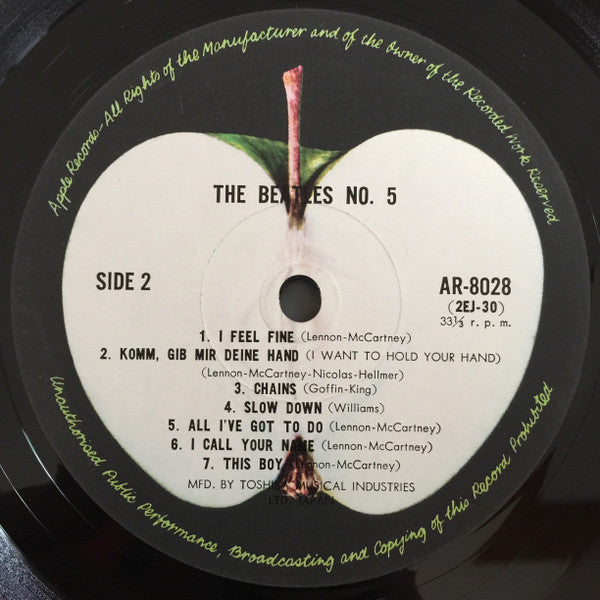 Apple Records–All Rights of the Manufacturer and of the Owner of the Recorded Work Reserved
THE BEATLES NO. 5
SIDE 2
AR-8028
(2EJ-30)
33⅓ r. p. m.
1. I FEEL FINE (Lennon-McCartney)
2. KOMM, GIB MIR DEINE HAND (I WANT TO HOLD YOUR HAND)
(Lennon-McCartney-Nicolas-Hellmer)
3. CHAINS (Goffin-King)
4. SLOW DOWN (Williams)
5. ALL I'VE GOT TO DO (Lennon-McCartney)
6. I CALL YOUR NAME (Lennon-McCartney)
7. THIS BOY (Lennon-McCartney)
MFD. BY TOSHIBA MUSICAL INDUSTRIES
LTD, JAPAN
Unauthorised Public Performance, Broadcasting and Copying of this Record Prohibited